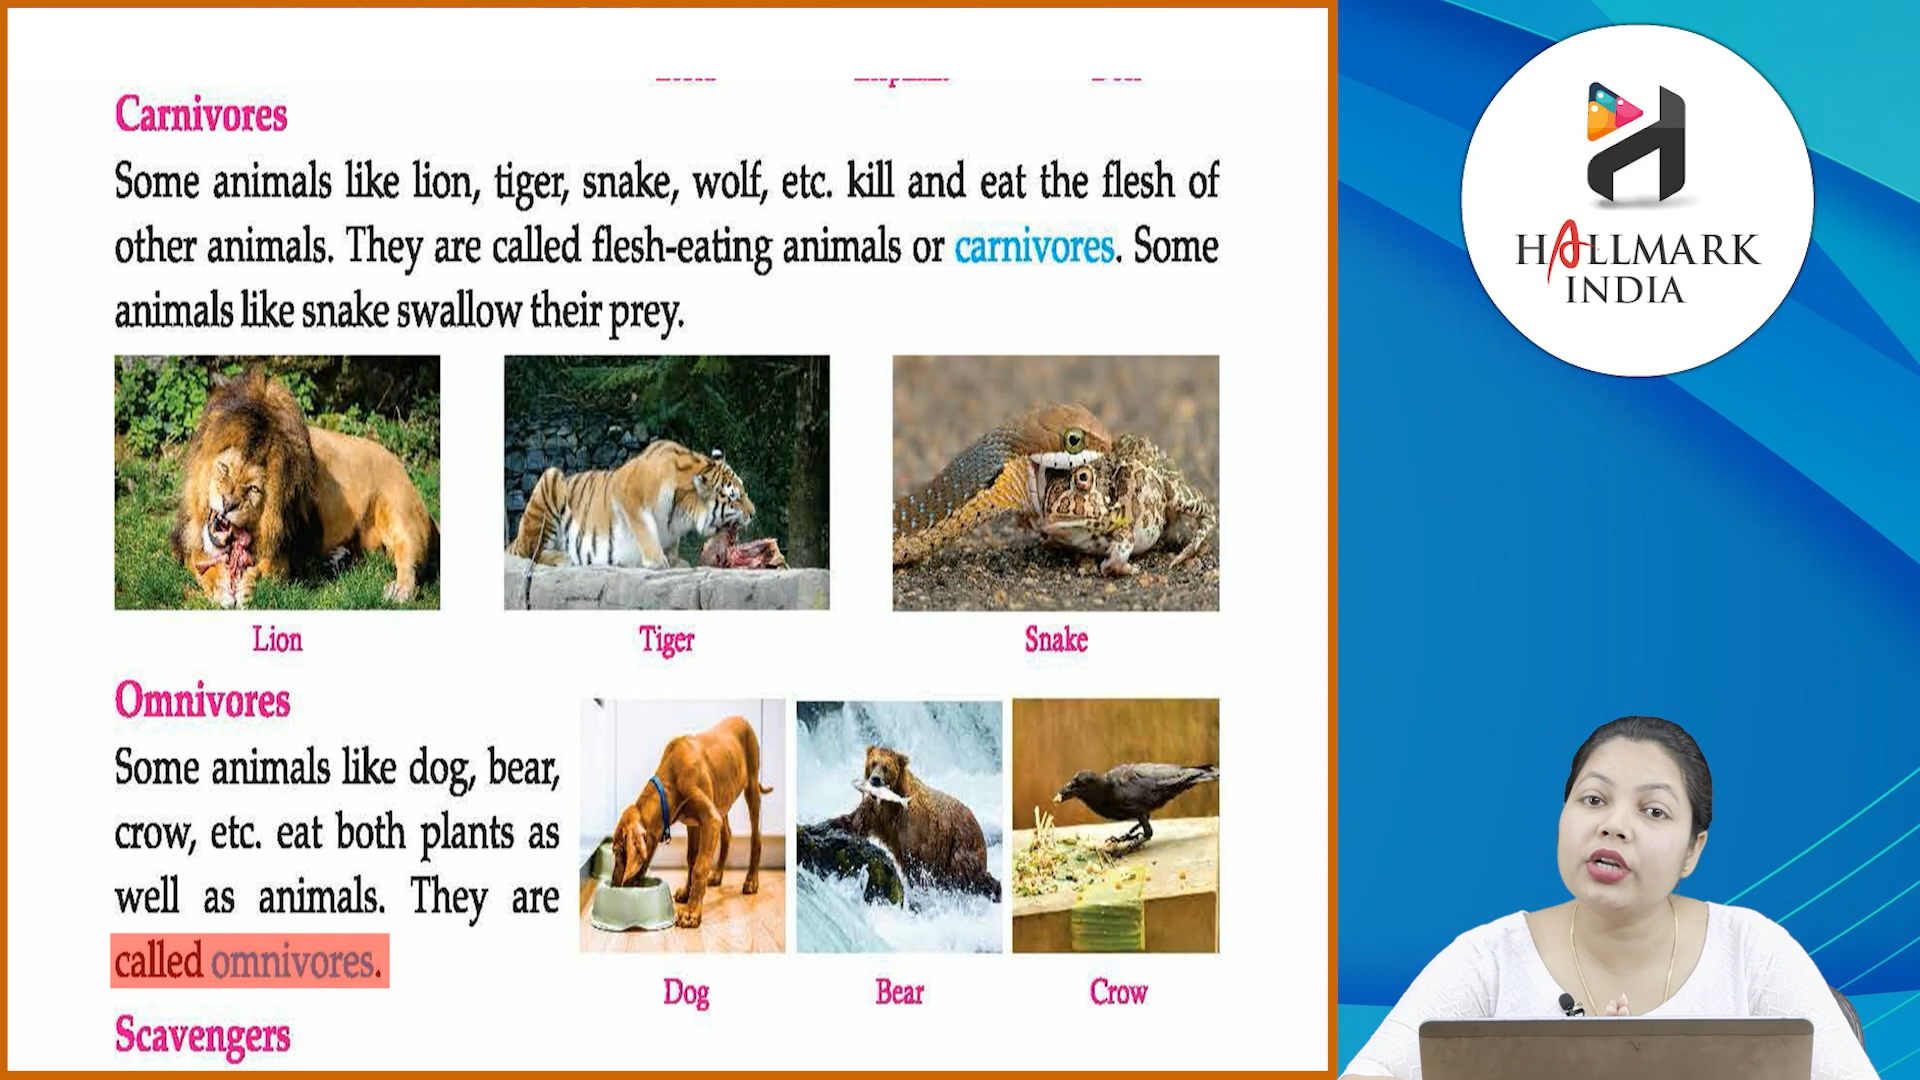 Carnivores
Some animals like lion, tiger, snake, wolf, etc. kill and eat the flesh of
other animals. They are called flesh-eating animals or carnivores. Some
animals like snake swallow their prey.
Lion
Tiger
Snake
Omnivores
Some animals like dog, bear,
crow, etc. eat both plants as
well as animals. They are
called omnivores.
Dog
Bear
Crow
Scavengers
HALLMARK
INDIA